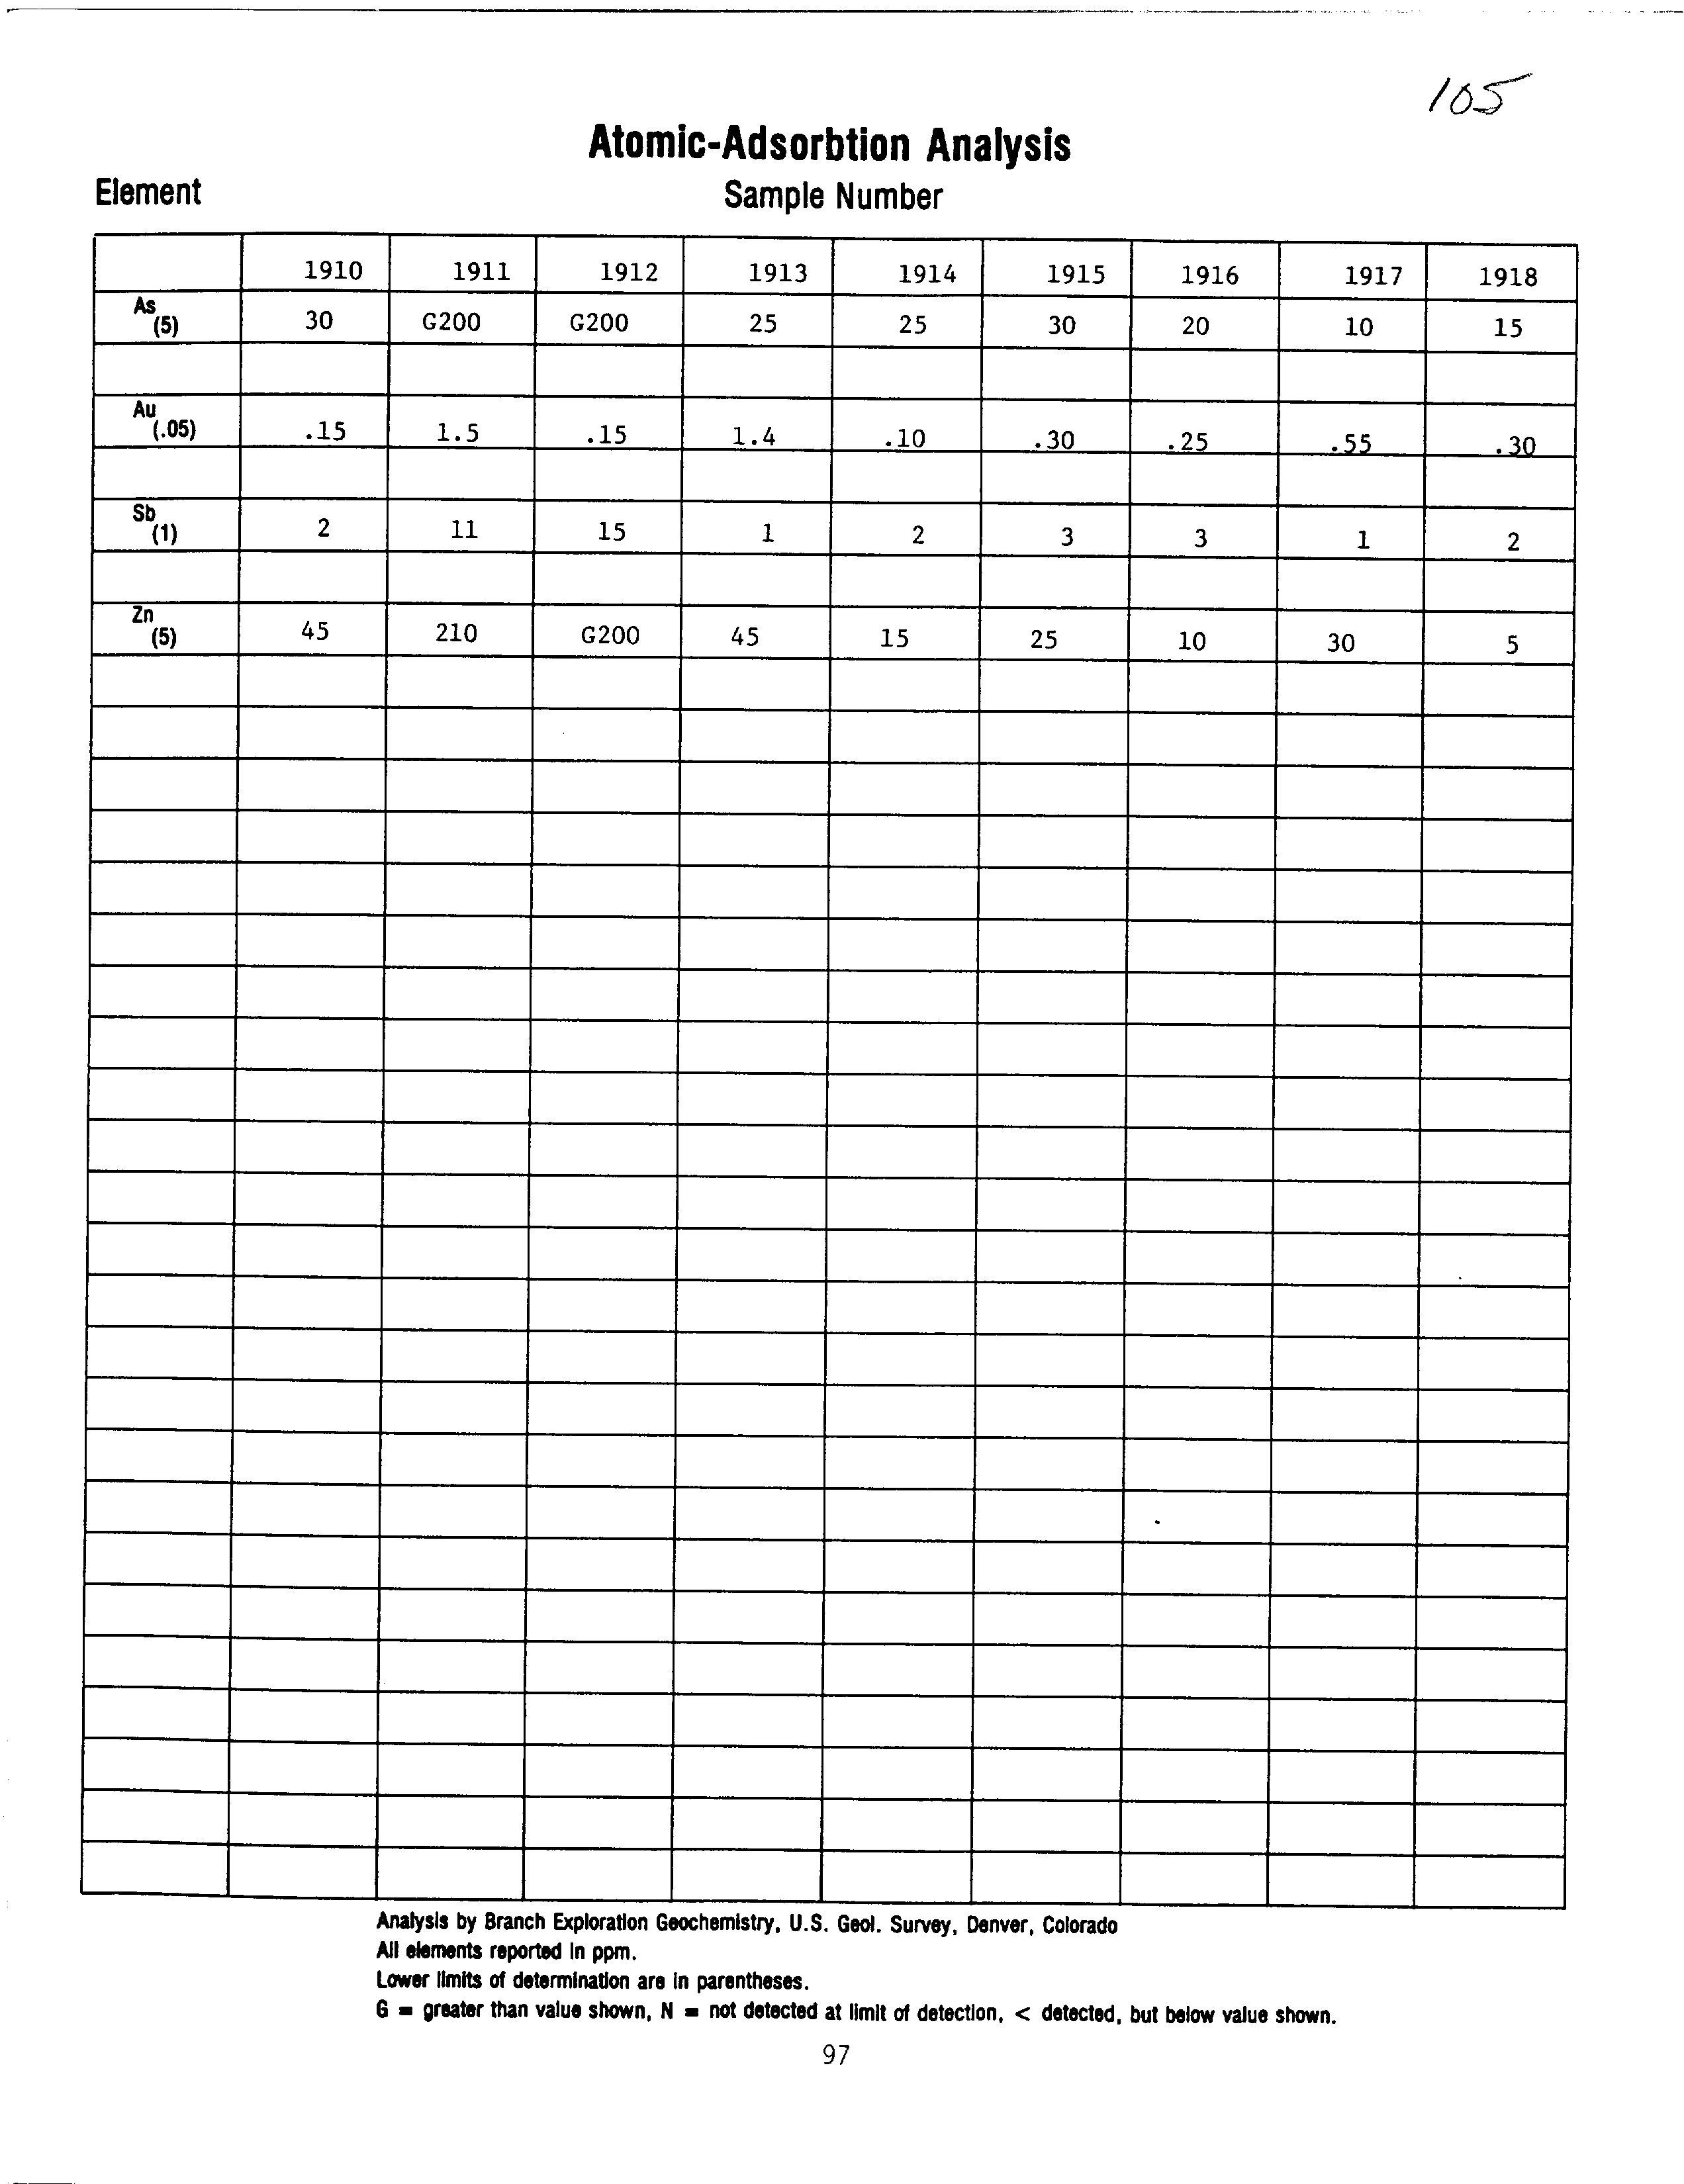 105
Atomic-Adsorbtion Analysis
Element Sample Number
1910 1911 1912 1913 1914 1915 1916 1917 1918
As (5) 30 G200 G200 25 25 30 20 10 15
Au (.05) .15 1.5 .15 1.4 .10 .30 .25 .55 .30
Sb (1) 2 11 15 1 2 3 3 1 2
Zn (5) 45 210 G200 45 15 25 10 30 5
Analysis by Branch Exploration Geochemistry, U.S. Geol. Survey, Denver, Colorado
All elements reported in ppm.
Lower limits of determination are in parentheses.
G = greater than value shown, N = not detected at limit of detection, < detected, but below value shown.
97